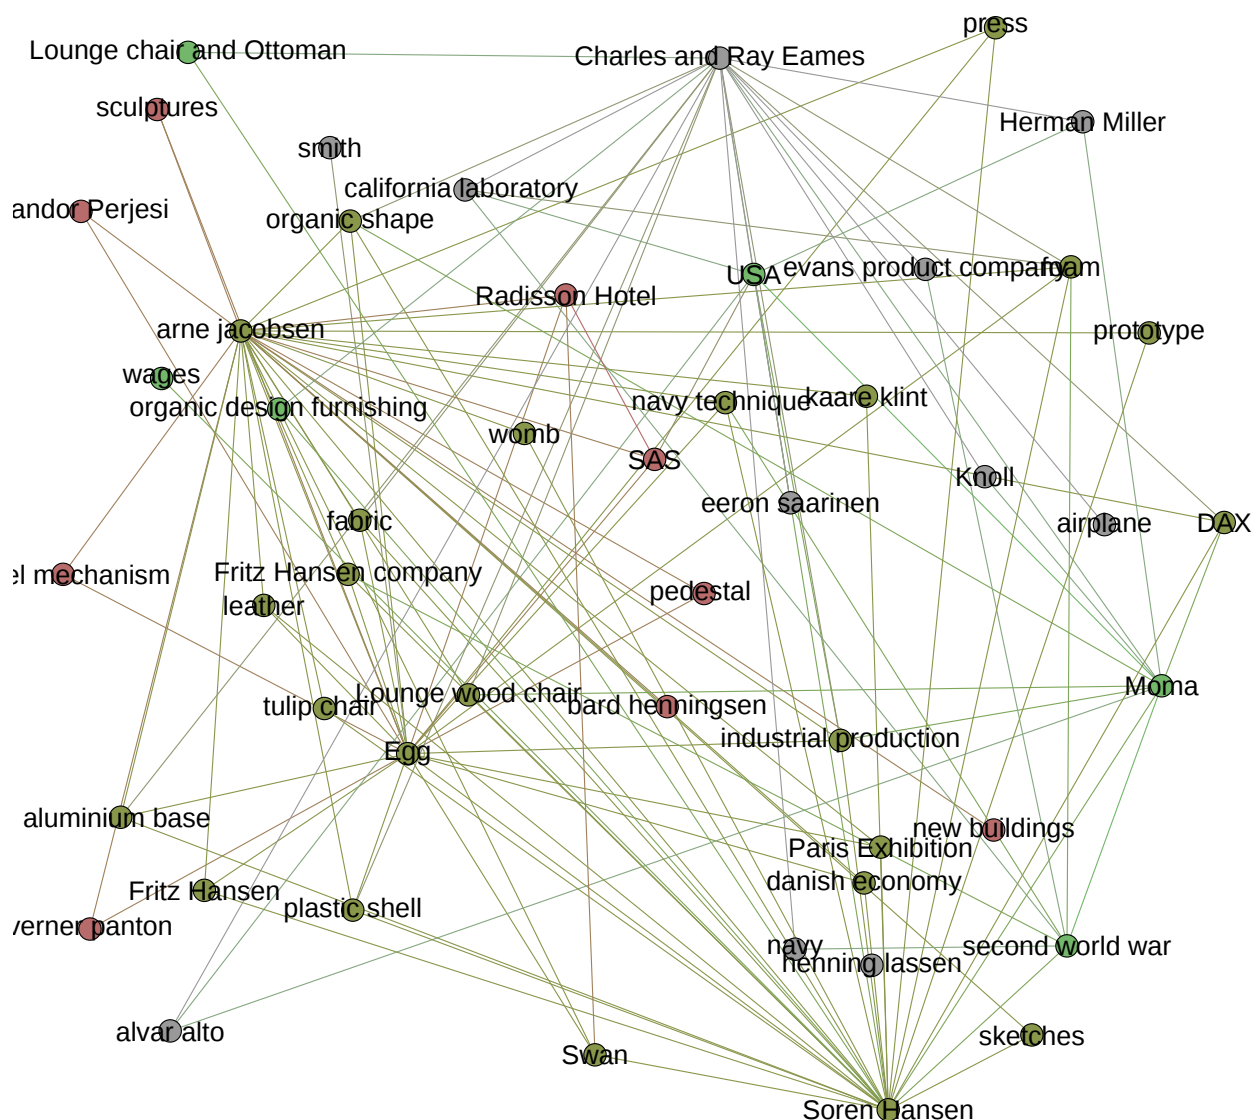 press
Lounge chair and Ottoman
Charles and Ray Eames
sculptures
Herman Miller
smith
california laboratory
andor Perjesi
organic shape
USA
evans product company
foam
Radisson Hotel
arne jacobsen
prototype
wages
organic design furnishing
navy technique
kaare klint
womb
SAS
Knoll
eeron saarinen
fabric
airplane
DAX
Fritz Hansen company
el mechanism
leather
pedestal
Moma
Lounge wood chair
tulip chair
bard henningsen
industrial production
Egg
aluminium base
new buildings
Paris Exhibition
danish economy
Fritz Hansen
plastic shell
verner panton
navy
second world war
henning lassen
alvar alto
sketches
Swan
Soren Hansen